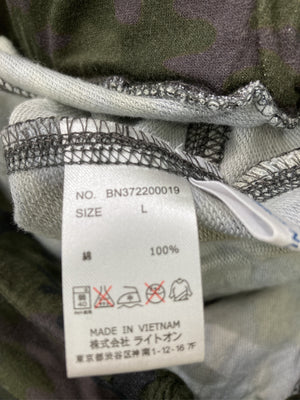 NO. BN372200019
SIZE L
綿 100%
MADE IN VIETNAM
株式会社 ライトオン
東京都渋谷区神南1-12-16 7F